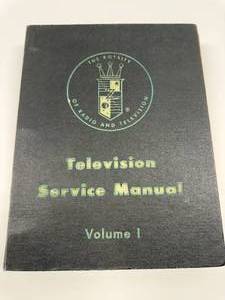 THE ROYALTY
OF RADIO AND TELEVISION
®
Television
Service Manual
Volume 1